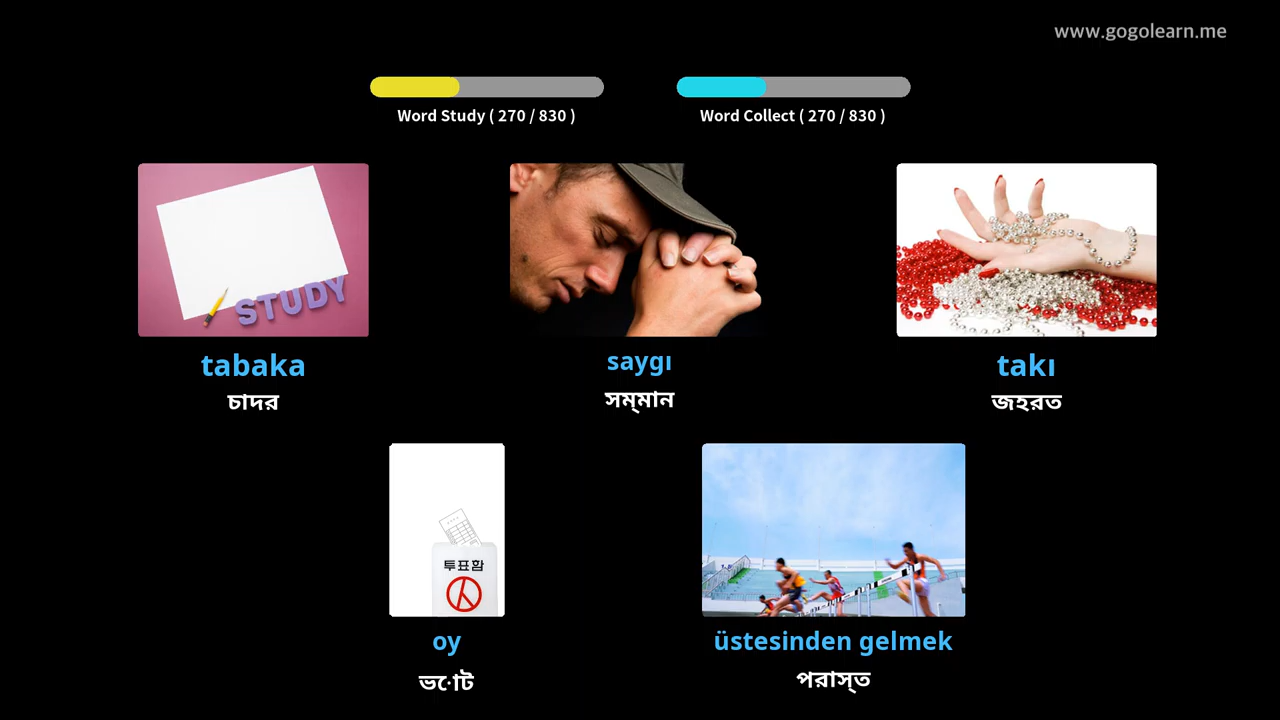 www.gogolearn.me
Word Study ( 270 / 830 )
Word Collect ( 270 / 830 )
STUDY
tabaka
saygı
takı
চাদর
সম্মান
জহরত
투표함
oy
üstesinden gelmek
ভোট
পরাস্ত